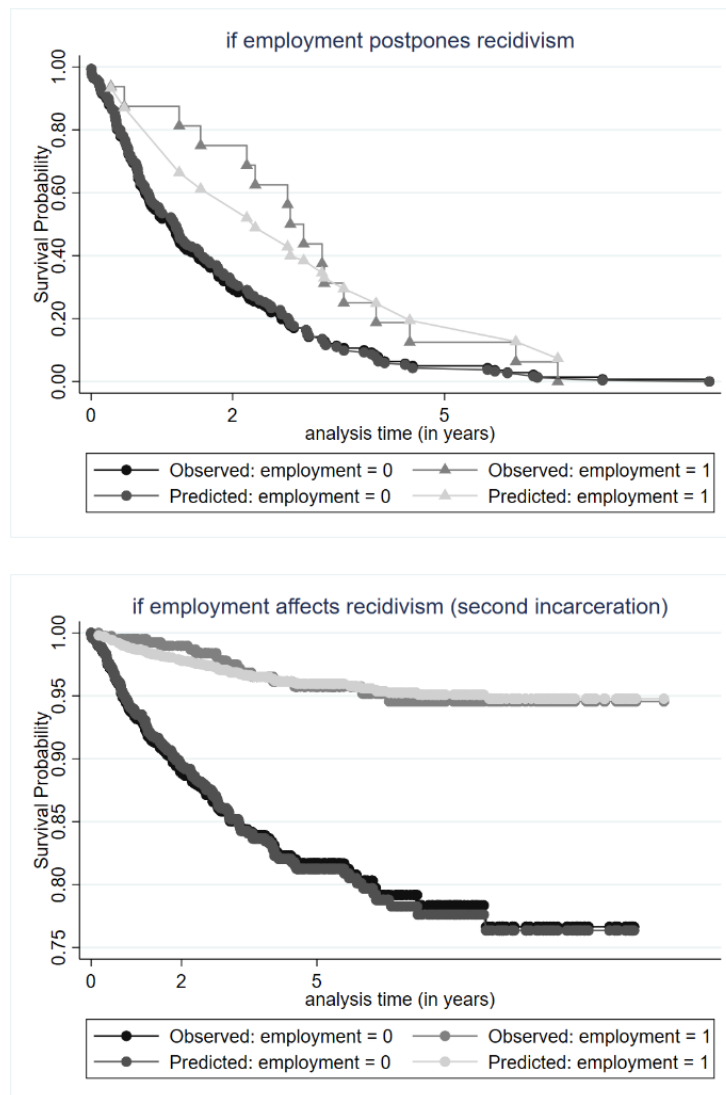 if employment postpones recidivism
Survival Probability
1.00
0.80
0.60
0.40
0.20
0.00
0 2 5
analysis time (in years)
Observed: employment = 0 Observed: employment = 1
Predicted: employment = 0 Predicted: employment = 1
if employment affects recidivism (second incarceration)
Survival Probability
1.00
0.95
0.90
0.85
0.80
0.75
0 2 5
analysis time (in years)
Observed: employment = 0 Observed: employment = 1
Predicted: employment = 0 Predicted: employment = 1